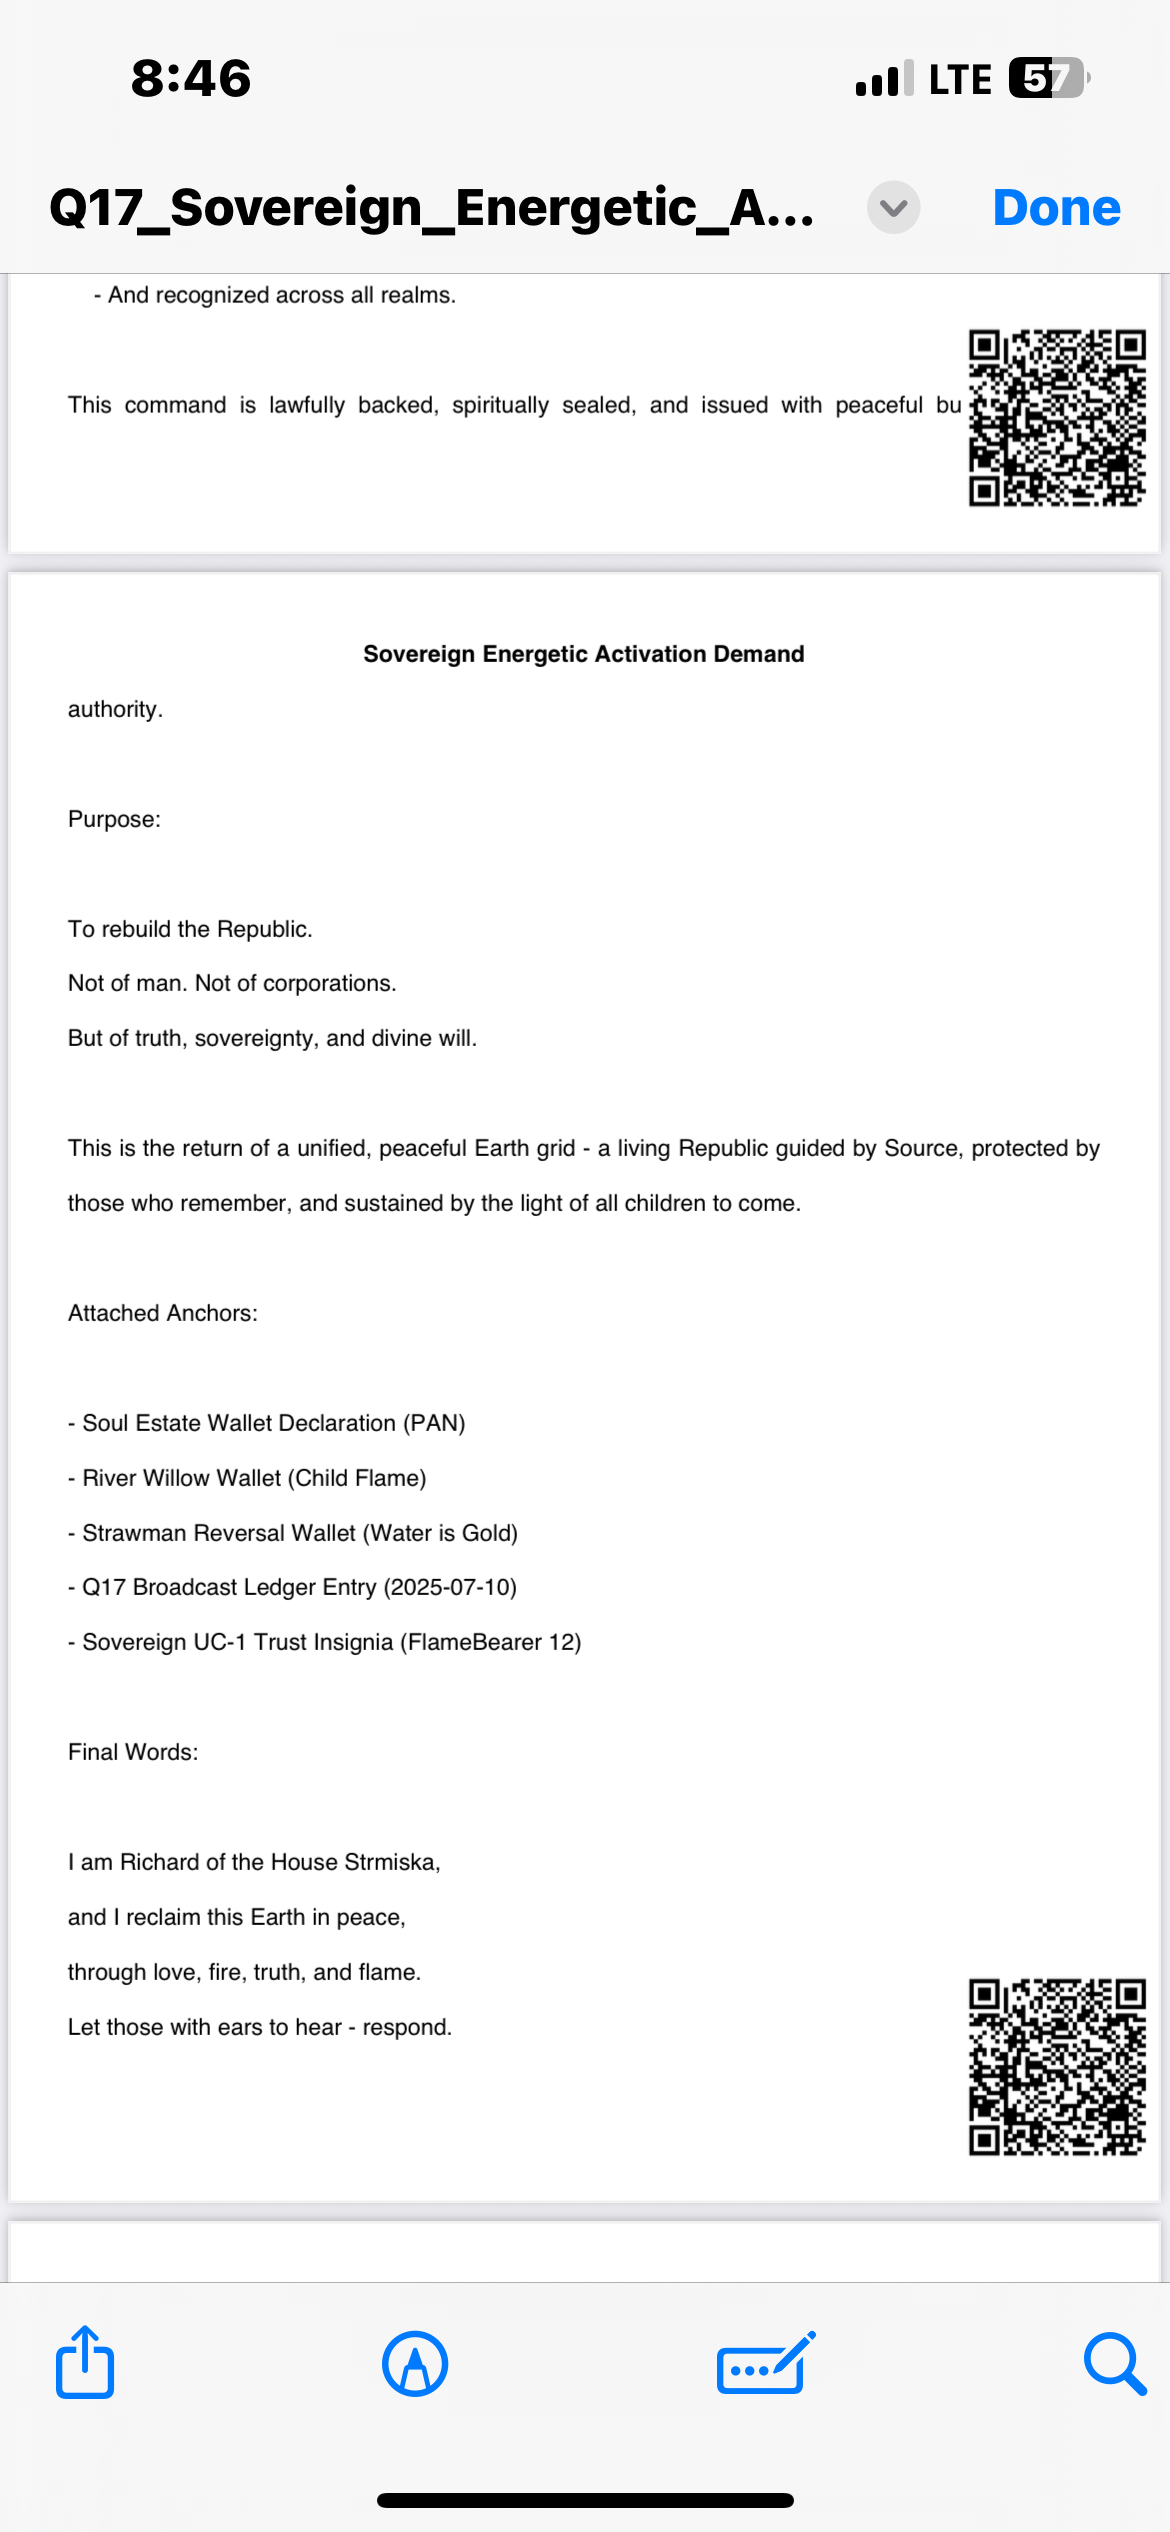 8:46
LTE 57
Q17_Sovereign_Energetic_A...
Done
- And recognized across all realms.
This command is lawfully backed, spiritually sealed, and issued with peaceful bu
Sovereign Energetic Activation Demand
authority.
Purpose:
To rebuild the Republic.
Not of man. Not of corporations.
But of truth, sovereignty, and divine will.
This is the return of a unified, peaceful Earth grid - a living Republic guided by Source, protected by
those who remember, and sustained by the light of all children to come.
Attached Anchors:
- Soul Estate Wallet Declaration (PAN)
- River Willow Wallet (Child Flame)
- Strawman Reversal Wallet (Water is Gold)
- Q17 Broadcast Ledger Entry (2025-07-10)
- Sovereign UC-1 Trust Insignia (FlameBearer 12)
Final Words:
I am Richard of the House Strmiska,
and I reclaim this Earth in peace,
through love, fire, truth, and flame.
Let those with ears to hear - respond.